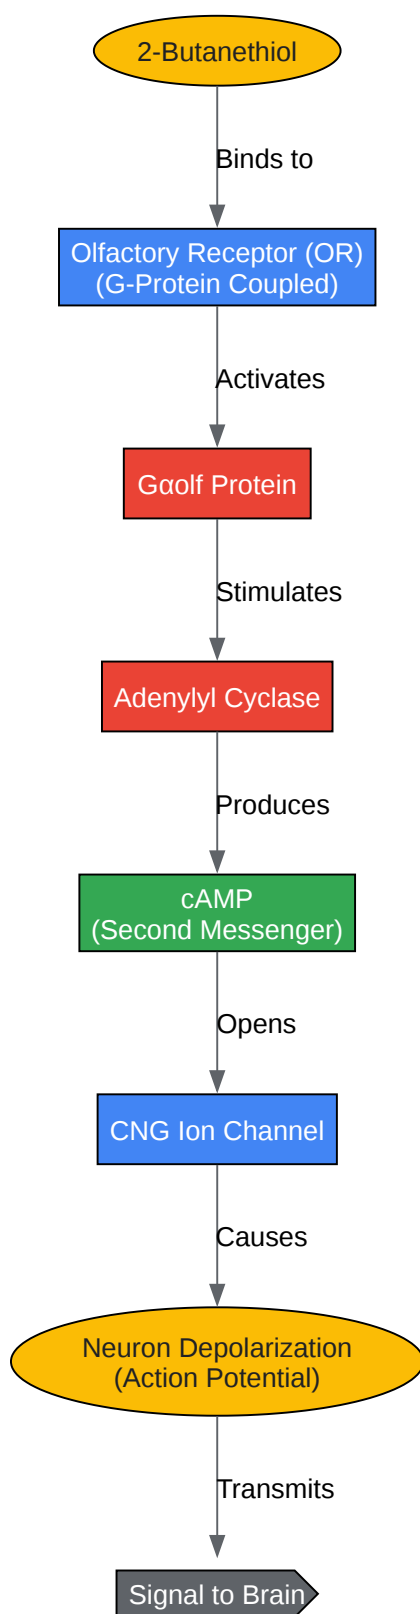 2-Butanethiol
Binds to
Olfactory Receptor (OR)
(G-Protein Coupled)
Activates
Gαolf Protein
Stimulates
Adenylyl Cyclase
Produces
cAMP
(Second Messenger)
Opens
CNG Ion Channel
Causes
Neuron Depolarization
(Action Potential)
Transmits
Signal to Brain